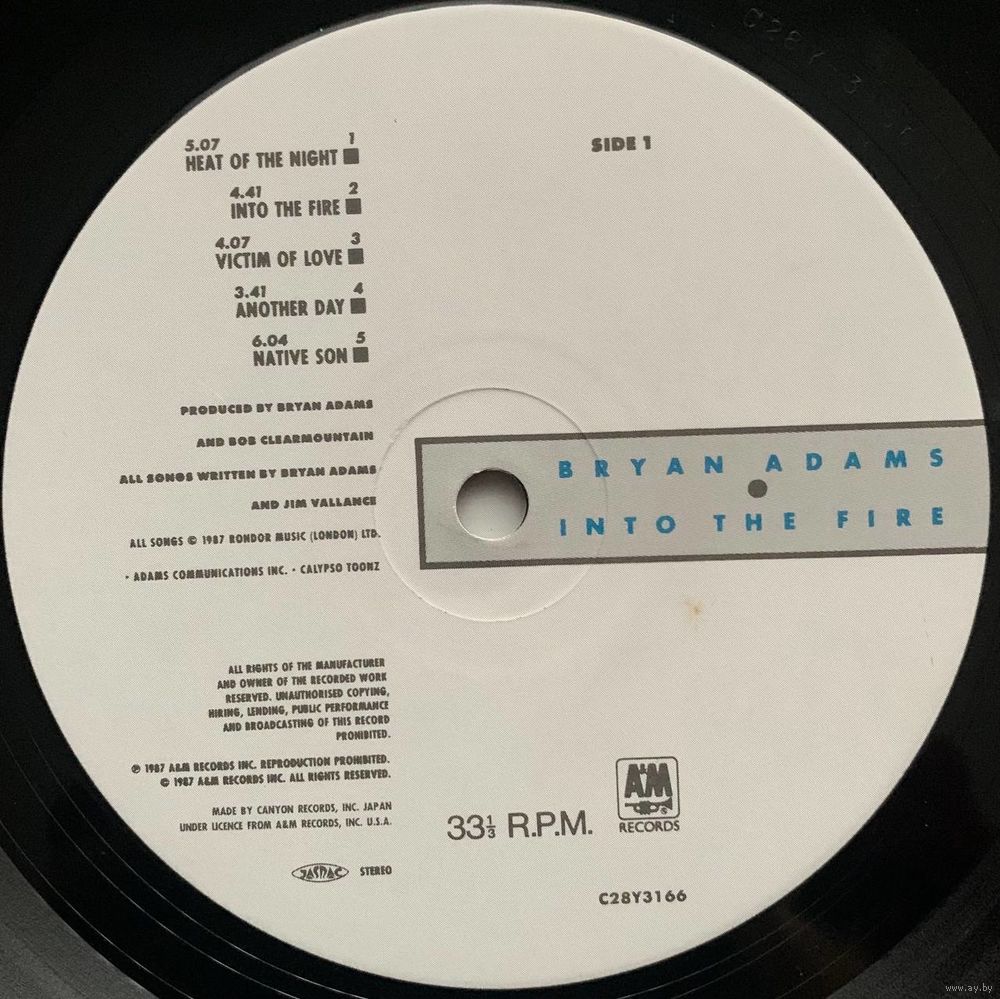 SIDE 1
5.07 1
HEAT OF THE NIGHT
4.41 2
INTO THE FIRE
4.07 3
VICTIM OF LOVE
3.41 4
ANOTHER DAY
6.04 5
NATIVE SON
PRODUCED BY BRYAN ADAMS
AND BOB CLEARMOUNTAIN
ALL SONGS WRITTEN BY BRYAN ADAMS
AND JIM VALLANCE
ALL SONGS © 1987 RONDOR MUSIC (LONDON) LTD.
• ADAMS COMMUNICATIONS INC. • CALYPSO TOONZ
BRYAN ADAMS
INTO THE FIRE
ALL RIGHTS OF THE MANUFACTURER
AND OWNER OF THE RECORDED WORK
RESERVED. UNAUTHORISED COPYING,
HIRING, LENDING, PUBLIC PERFORMANCE
AND BROADCASTING OF THIS RECORD
PROHIBITED.
℗ 1987 A&M RECORDS INC. REPRODUCTION PROHIBITED.
© 1987 A&M RECORDS INC. ALL RIGHTS RESERVED.
MADE BY CANYON RECORDS, INC. JAPAN
UNDER LICENCE FROM A&M RECORDS, INC. U.S.A.
JASRAC STEREO
33⅓ R.P.M.
A&M
RECORDS
C28Y3166
www.ay.by